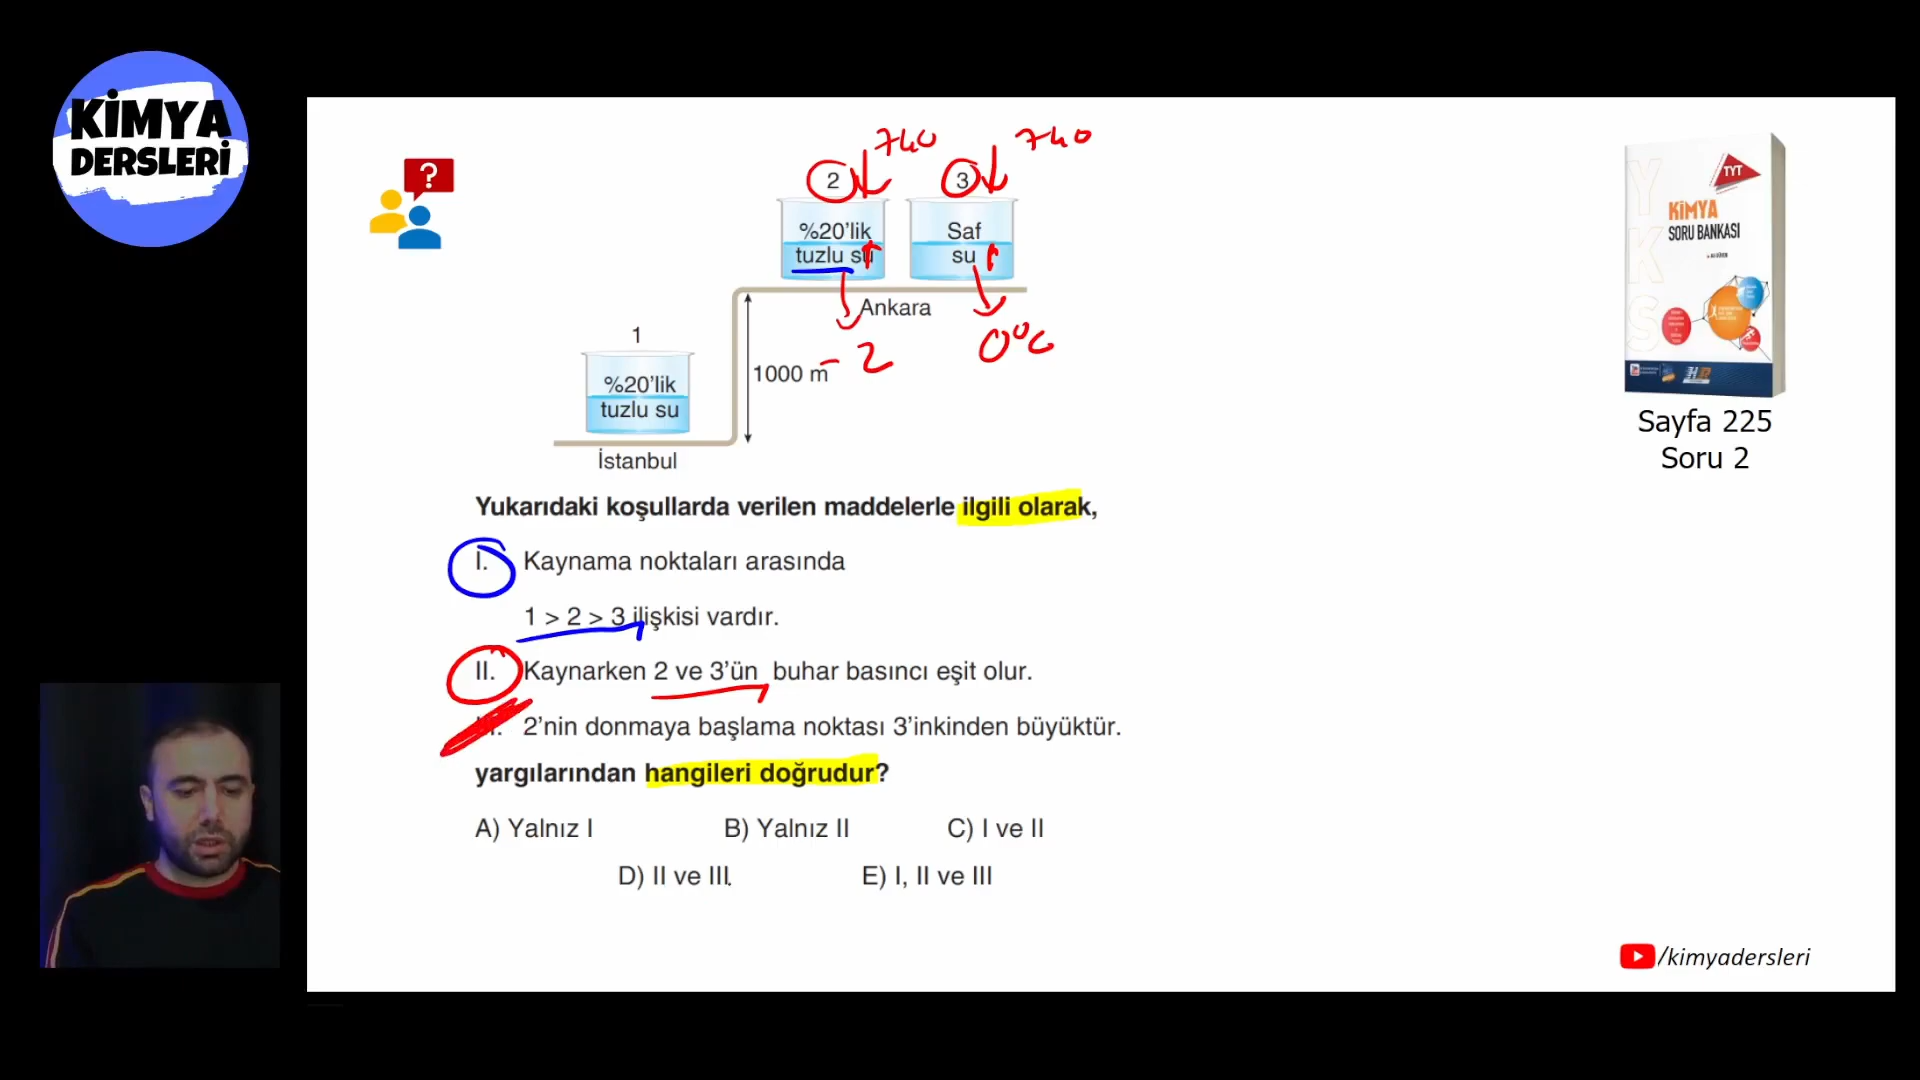 KİMYA
DERSLERİ
?
740
740
2
3
%20'lik
tuzlu su
Saf
su
Ankara
-2
0°C
1
%20'lik
tuzlu su
1000 m
İstanbul
Yukarıdaki koşullarda verilen maddelerle ilgili olarak,
I. Kaynama noktaları arasında
1 > 2 > 3 ilişkisi vardır.
II. Kaynarken 2 ve 3'ün buhar basıncı eşit olur.
III. 2'nin donmaya başlama noktası 3'inkinden büyüktür.
yargılarından hangileri doğrudur?
A) Yalnız I B) Yalnız II C) I ve II
D) II ve III. E) I, II ve III
YKS
TYT
KİMYA
SORU BANKASI
Sayfa 225
Soru 2
/kimyadersleri